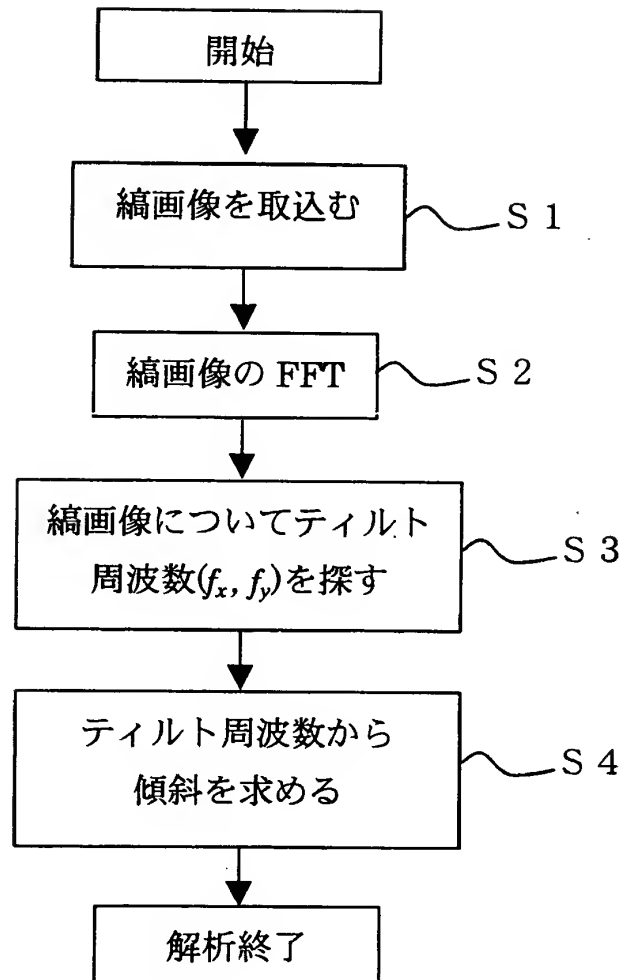 開始
縞画像を取込む
S 1
縞画像の FFT
S 2
縞画像についてティルト
周波数(fx, fy)を探す
S 3
ティルト周波数から
傾斜を求める
S 4
解析終了